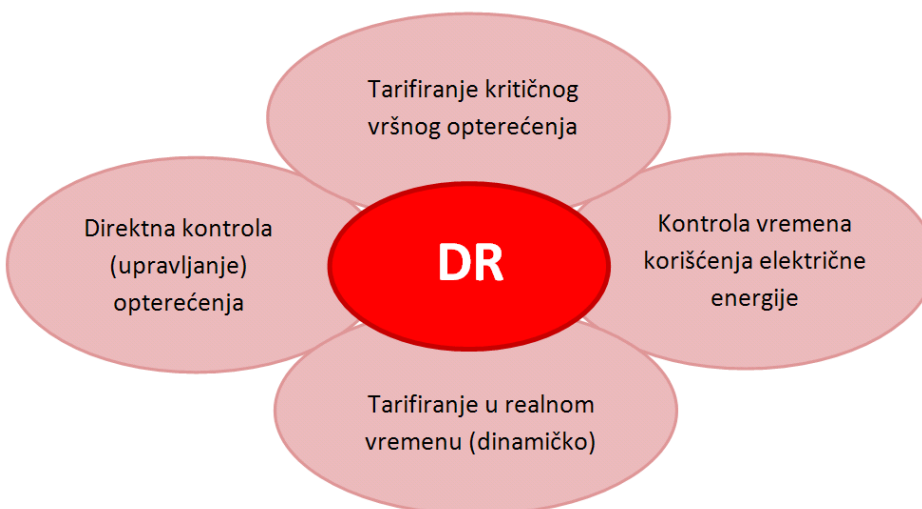 Tarifiranje kritičnog
vršnog opterećenja
Direktna kontrola
(upravljanje)
opterećenja
DR
Kontrola vremena
korišćenja električne
energije
Tarifiranje u realnom
vremenu (dinamičko)